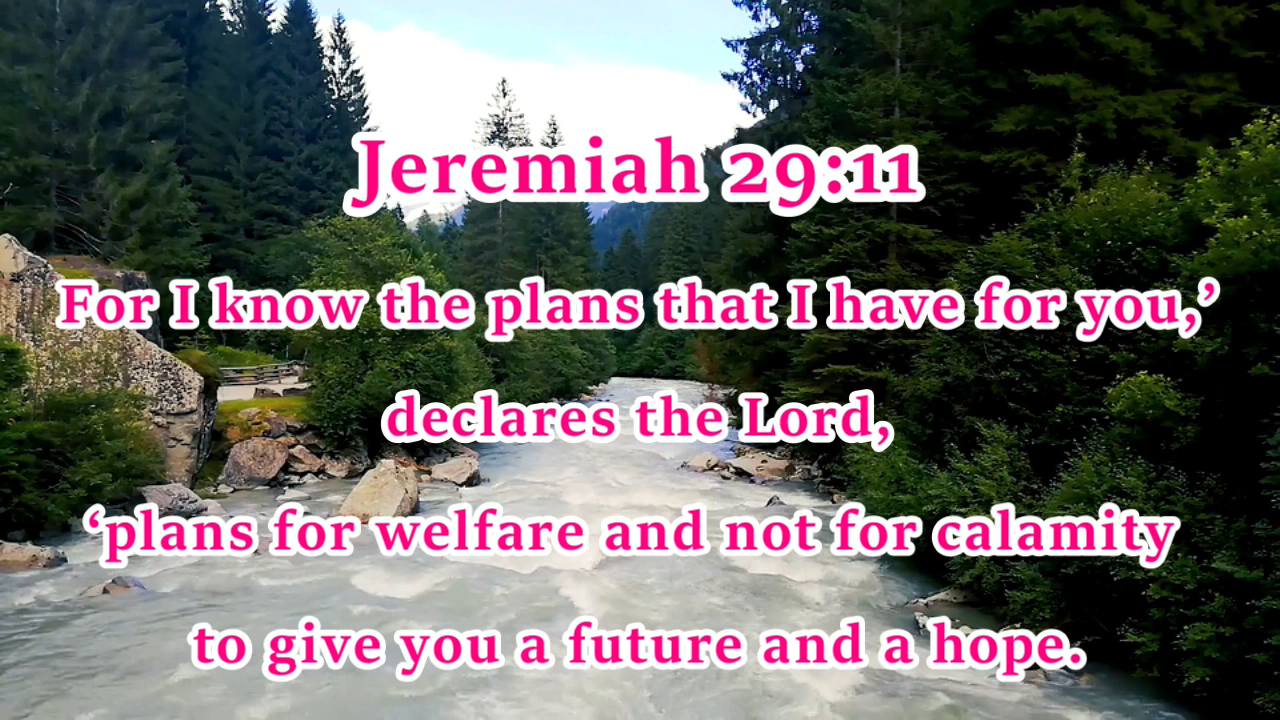 Jeremiah 29:11
For I know the plans that I have for you,’
declares the Lord,
‘plans for welfare and not for calamity
to give you a future and a hope.